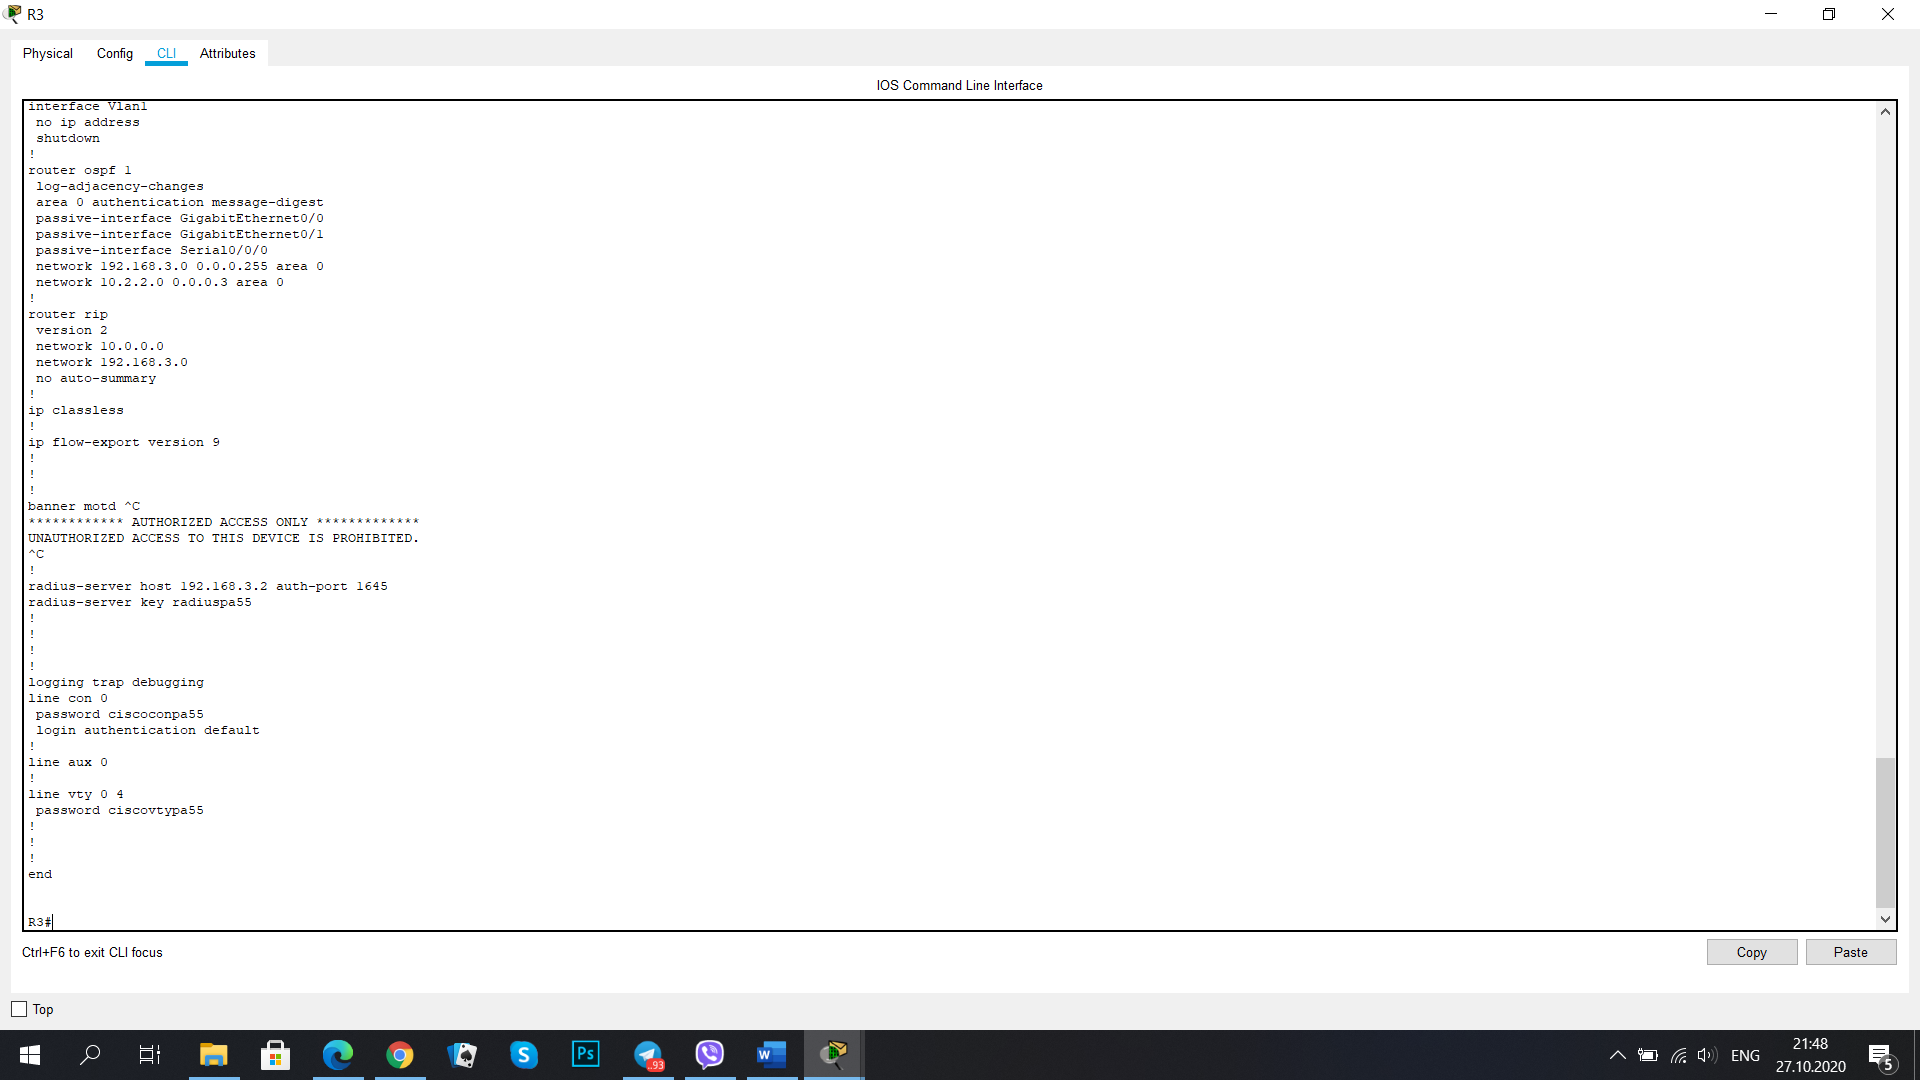 R3
Physical Config CLI Attributes
IOS Command Line Interface
interface Vlan1
no ip address
shutdown
!
router ospf 1
log-adjacency-changes
area 0 authentication message-digest
passive-interface GigabitEthernet0/0
passive-interface GigabitEthernet0/1
passive-interface Serial0/0/0
network 192.168.3.0 0.0.0.255 area 0
network 10.2.2.0 0.0.0.3 area 0
!
router rip
version 2
network 10.0.0.0
network 192.168.3.0
no auto-summary
!
ip classless
!
ip flow-export version 9
!
!
!
banner motd ^C
************ AUTHORIZED ACCESS ONLY *************
UNAUTHORIZED ACCESS TO THIS DEVICE IS PROHIBITED.
^C
!
radius-server host 192.168.3.2 auth-port 1645
radius-server key radiuspa55
!
!
!
!
logging trap debugging
line con 0
password ciscoconpa55
login authentication default
!
line aux 0
!
line vty 0 4
password ciscovtypa55
!
!
!
end
R3#
Ctrl+F6 to exit CLI focus
Copy Paste
Top
S Ps ..93 W ENG 21:48
27.10.2020
5